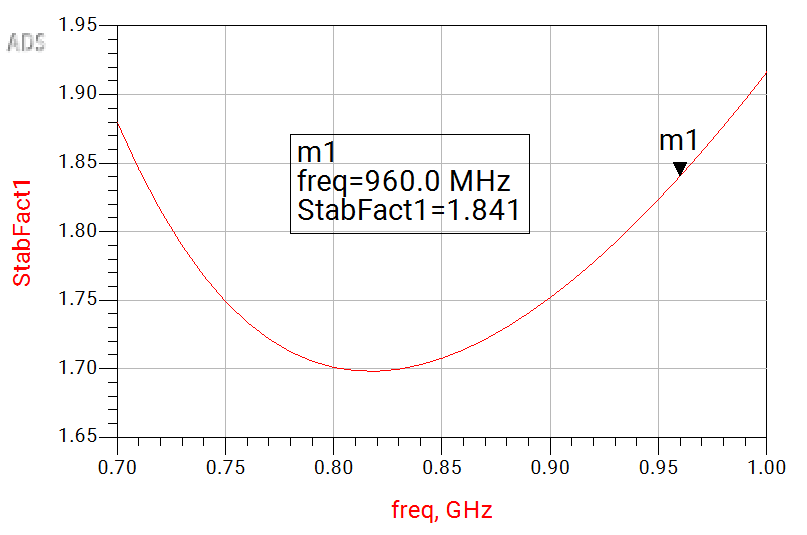 ADS
StabFact1
1.95
1.90
1.85
1.80
1.75
1.70
1.65
m1
freq=960.0 MHz
StabFact1=1.841
m1
0.70 0.75 0.80 0.85 0.90 0.95 1.00
freq, GHz